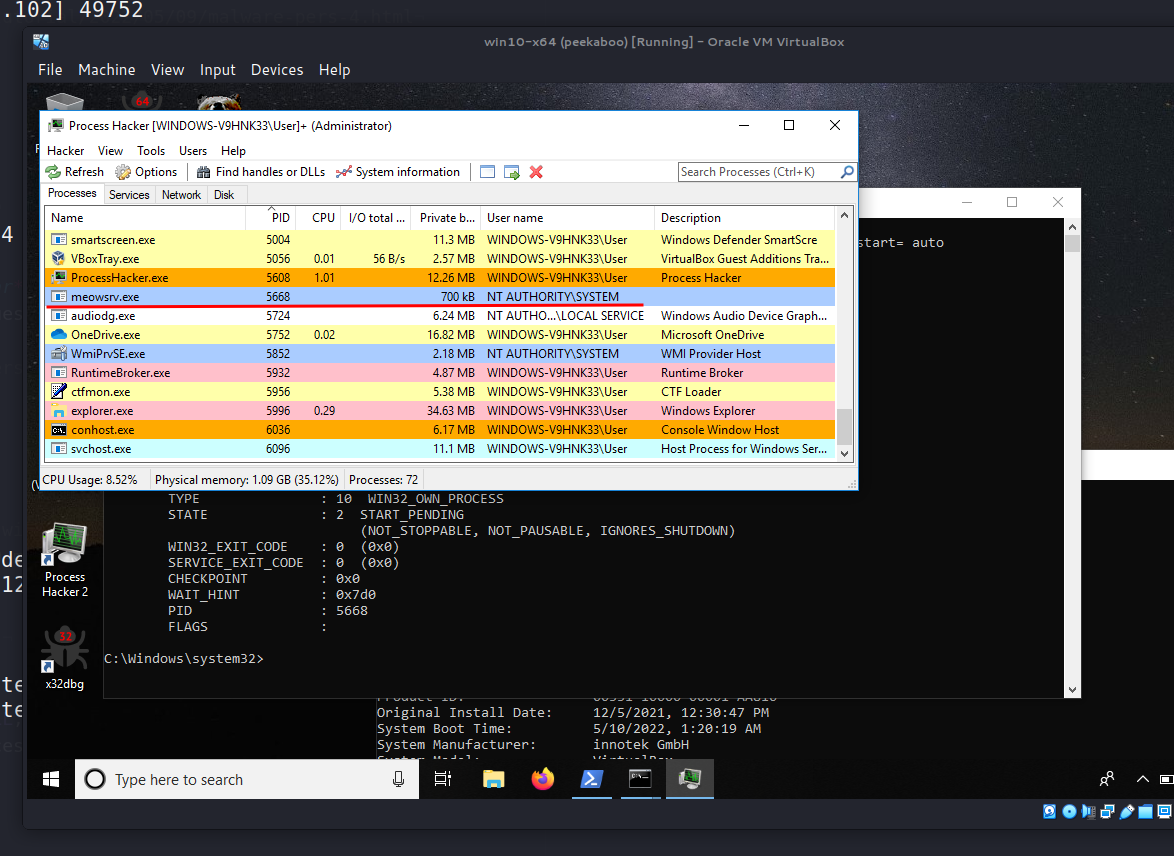 .102] 49752
win10-x64 (peekaboo) [Running] - Oracle VM VirtualBox
File Machine View Input Devices Help
64
Process Hacker [WINDOWS-V9HNK33\User]+ (Administrator)
Hacker View Tools Users Help
Refresh Options Find handles or DLLs System information Search Processes (Ctrl+K)
Processes Services Network Disk
Name PID CPU I/O total ... Private b... User name Description
smartscreen.exe 5004 11.3 MB WINDOWS-V9HNK33\User Windows Defender SmartScre
VBoxTray.exe 5056 0.01 56 B/s 2.57 MB WINDOWS-V9HNK33\User VirtualBox Guest Additions Tra...
ProcessHacker.exe 5608 1.01 12.26 MB WINDOWS-V9HNK33\User Process Hacker
meowsrv.exe 5668 700 kB NT AUTHORITY\SYSTEM
audiodg.exe 5724 6.24 MB NT AUTHO...\LOCAL SERVICE Windows Audio Device Graph...
OneDrive.exe 5752 0.02 16.82 MB WINDOWS-V9HNK33\User Microsoft OneDrive
WmiPrvSE.exe 5852 2.18 MB NT AUTHORITY\SYSTEM WMI Provider Host
RuntimeBroker.exe 5932 4.87 MB WINDOWS-V9HNK33\User Runtime Broker
ctfmon.exe 5956 5.38 MB WINDOWS-V9HNK33\User CTF Loader
explorer.exe 5996 0.29 34.63 MB WINDOWS-V9HNK33\User Windows Explorer
conhost.exe 6036 6.17 MB WINDOWS-V9HNK33\User Console Window Host
svchost.exe 6096 11.1 MB WINDOWS-V9HNK33\User Host Process for Windows Ser...
CPU Usage: 8.52% Physical memory: 1.09 GB (35.12%) Processes: 72
4
start= auto
TYPE : 10 WIN32_OWN_PROCESS
STATE : 2 START_PENDING
(NOT_STOPPABLE, NOT_PAUSABLE, IGNORES_SHUTDOWN)
WIN32_EXIT_CODE : 0 (0x0)
SERVICE_EXIT_CODE : 0 (0x0)
CHECKPOINT : 0x0
WAIT_HINT : 0x7d0
PID : 5668
FLAGS :
C:\Windows\system32>
de
12
Process
Hacker 2
32
x32dbg
te
te
Original Install Date: 12/5/2021, 12:30:47 PM
System Boot Time: 5/10/2022, 1:20:19 AM
System Manufacturer: innotek GmbH
Type here to search